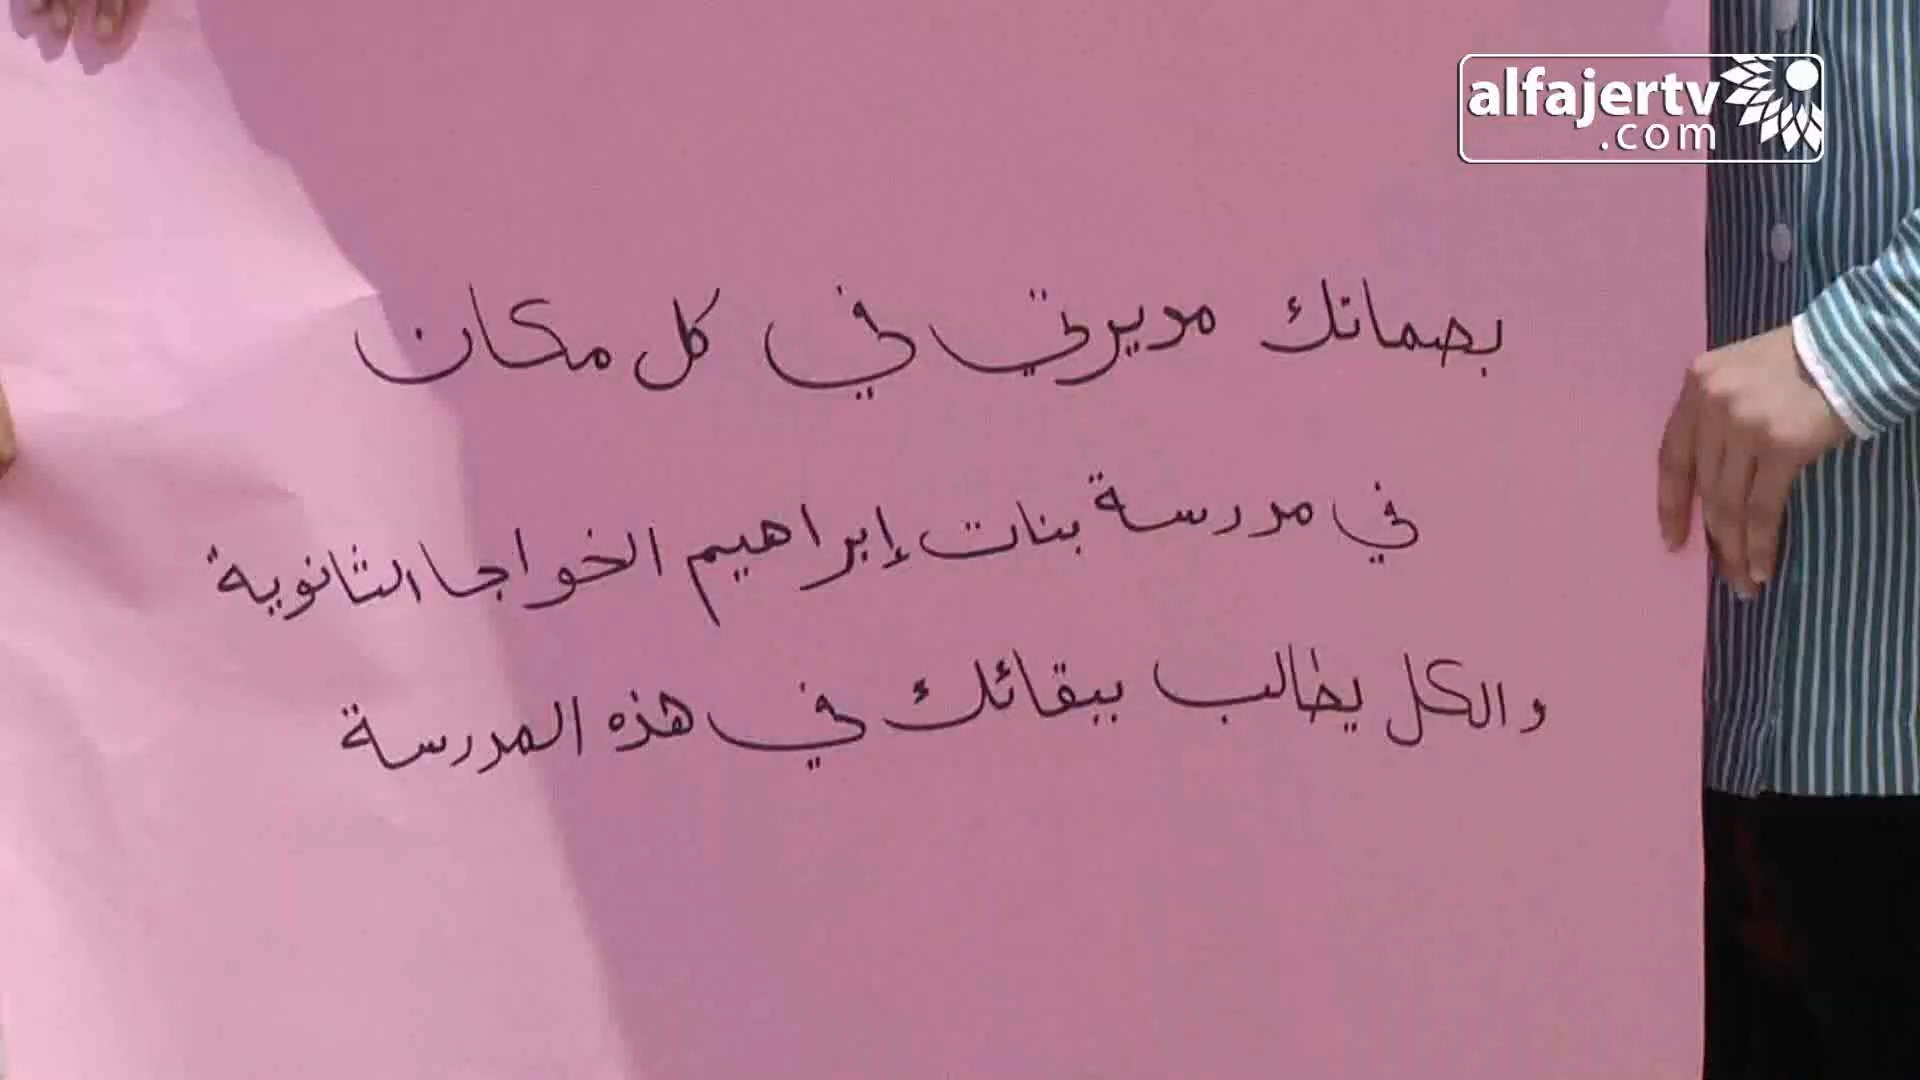 alfajertv
.com
بصماتك مديرتي في كل مكان
في مدرسة بنات إبراهيم الخواجا الثانوية
والكل يطالب ببقائك في هذه المدرسة